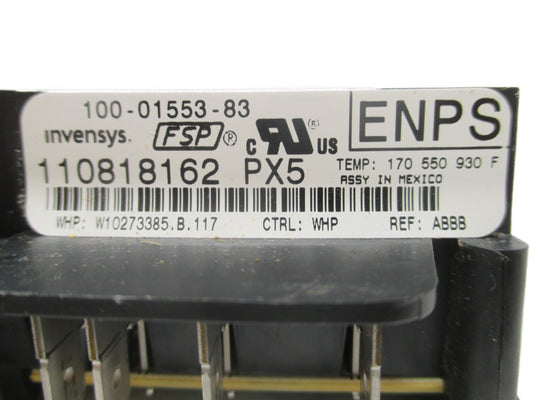 100-01553-83
invensys. FSP® c RU® US ENPS
110818162 PX5 TEMP: 170 550 930 F
ASSY IN MEXICO
WHP: W10273385.B.117 CTRL: WHP REF: ABBB